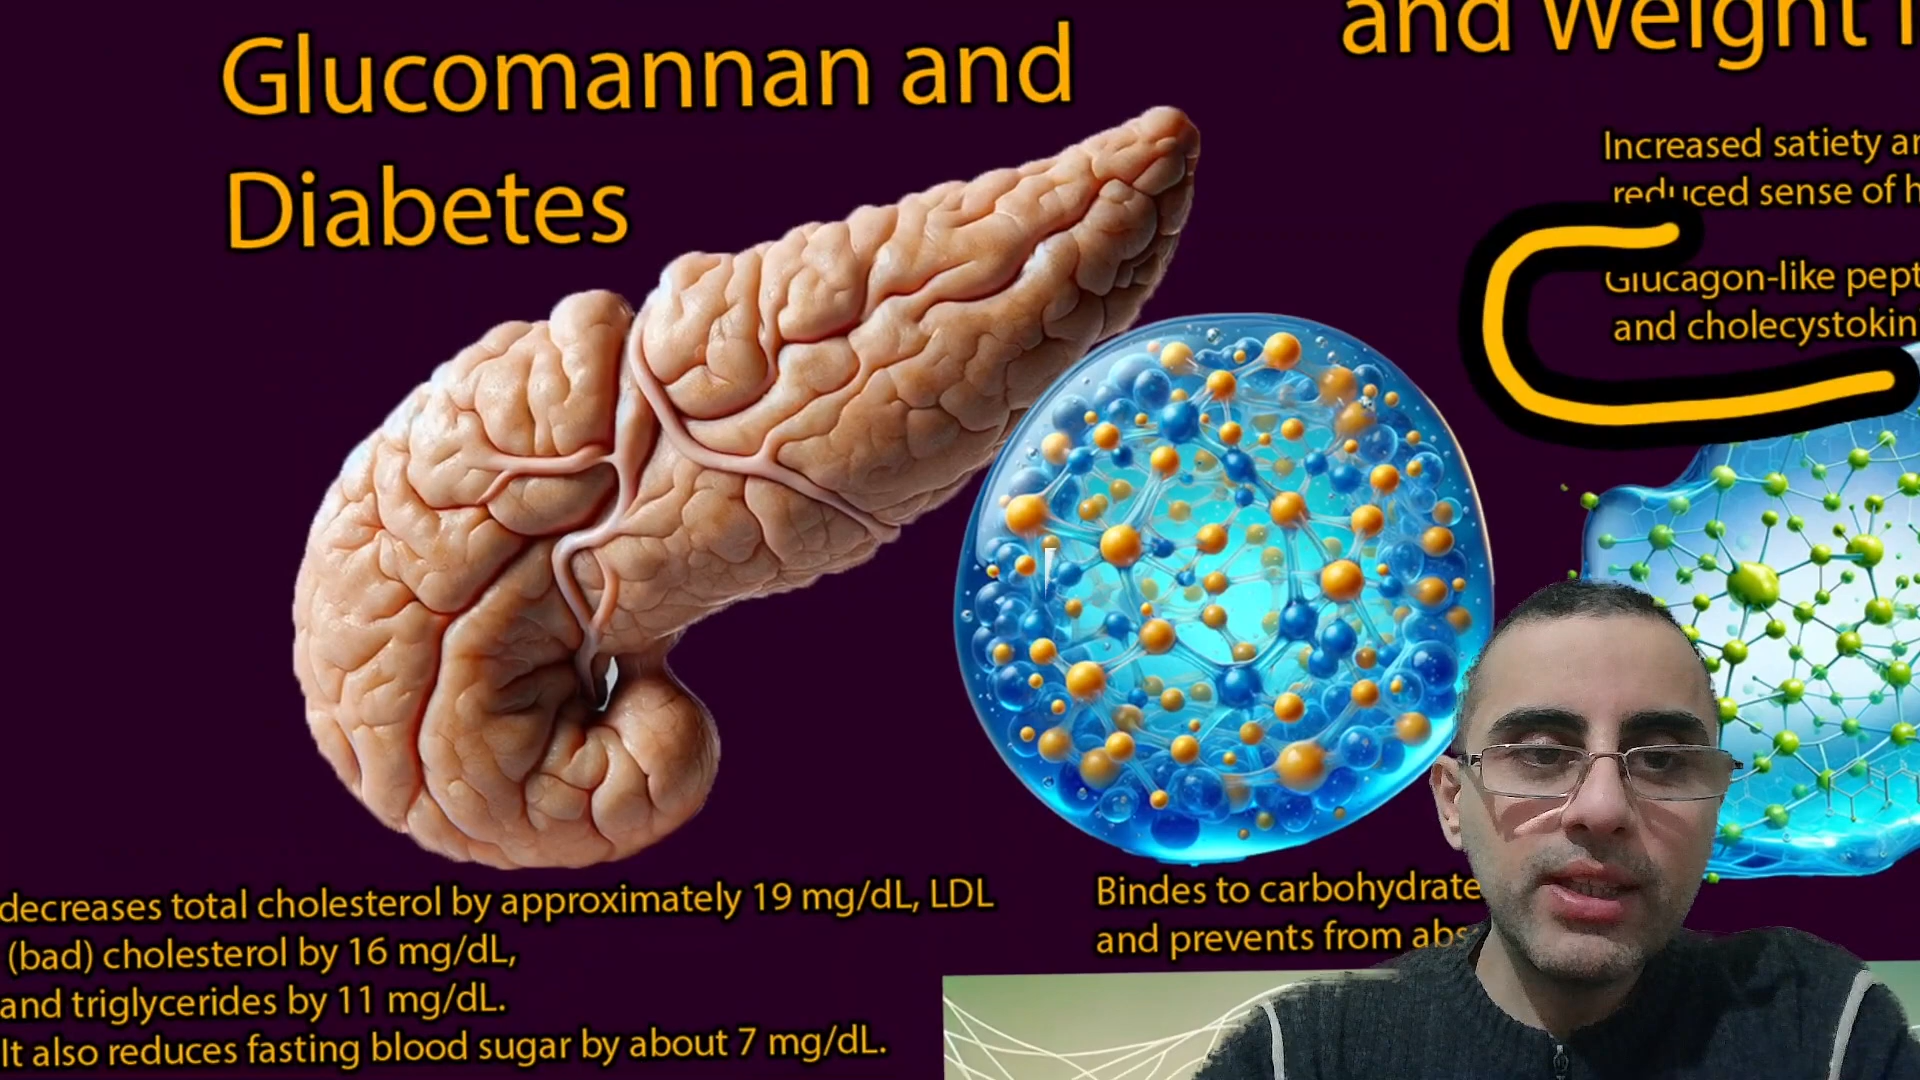 Glucomannan and
Diabetes
and Weight
Increased satiety
reduced sense of
Glucagon-like
and cholecystokin
decreases total cholesterol by approximately 19 mg/dL, LDL
(bad) cholesterol by 16 mg/dL,
and triglycerides by 11 mg/dL.
It also reduces fasting blood sugar by about 7 mg/dL.
Bindes to carbohydrate
and prevents from abs